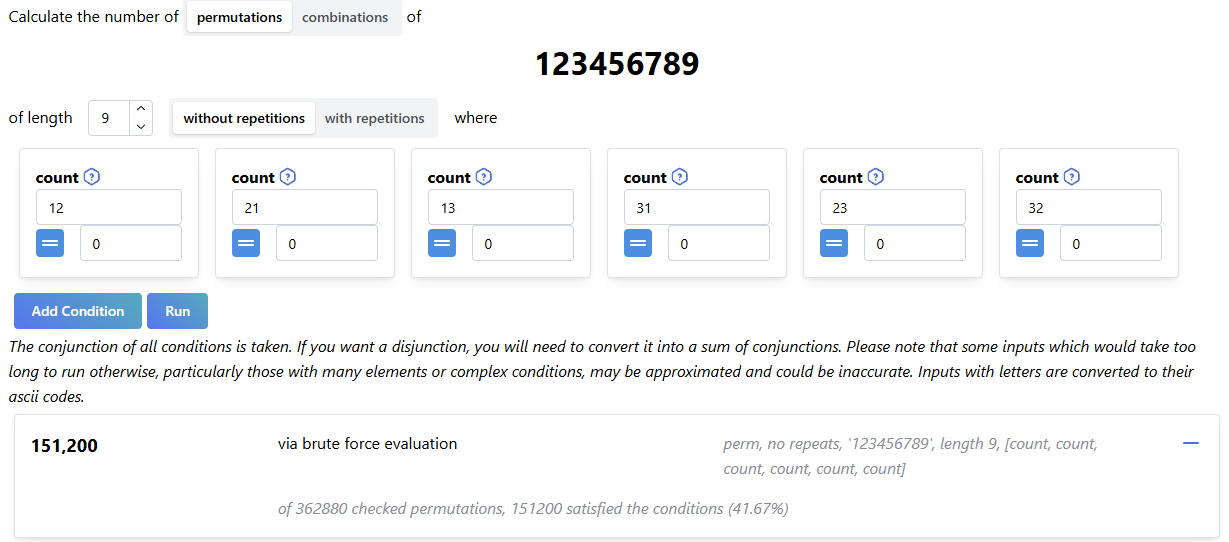 Calculate the number of permutations combinations of
123456789
of length 9 without repetitions with repetitions where
count ? count ? count ? count ? count ? count ?
12 21 13 31 23 32
= 0 = 0 = 0 = 0 = 0 = 0
Add Condition Run
The conjunction of all conditions is taken. If you want a disjunction, you will need to convert it into a sum of conjunctions. Please note that some inputs which would take too
long to run otherwise, particularly those with many elements or complex conditions, may be approximated and could be inaccurate. Inputs with letters are converted to their
ascii codes.
151,200 via brute force evaluation perm, no repeats, '123456789', length 9, [count, count,
count, count, count, count]
of 362880 checked permutations, 151200 satisfied the conditions (41.67%)